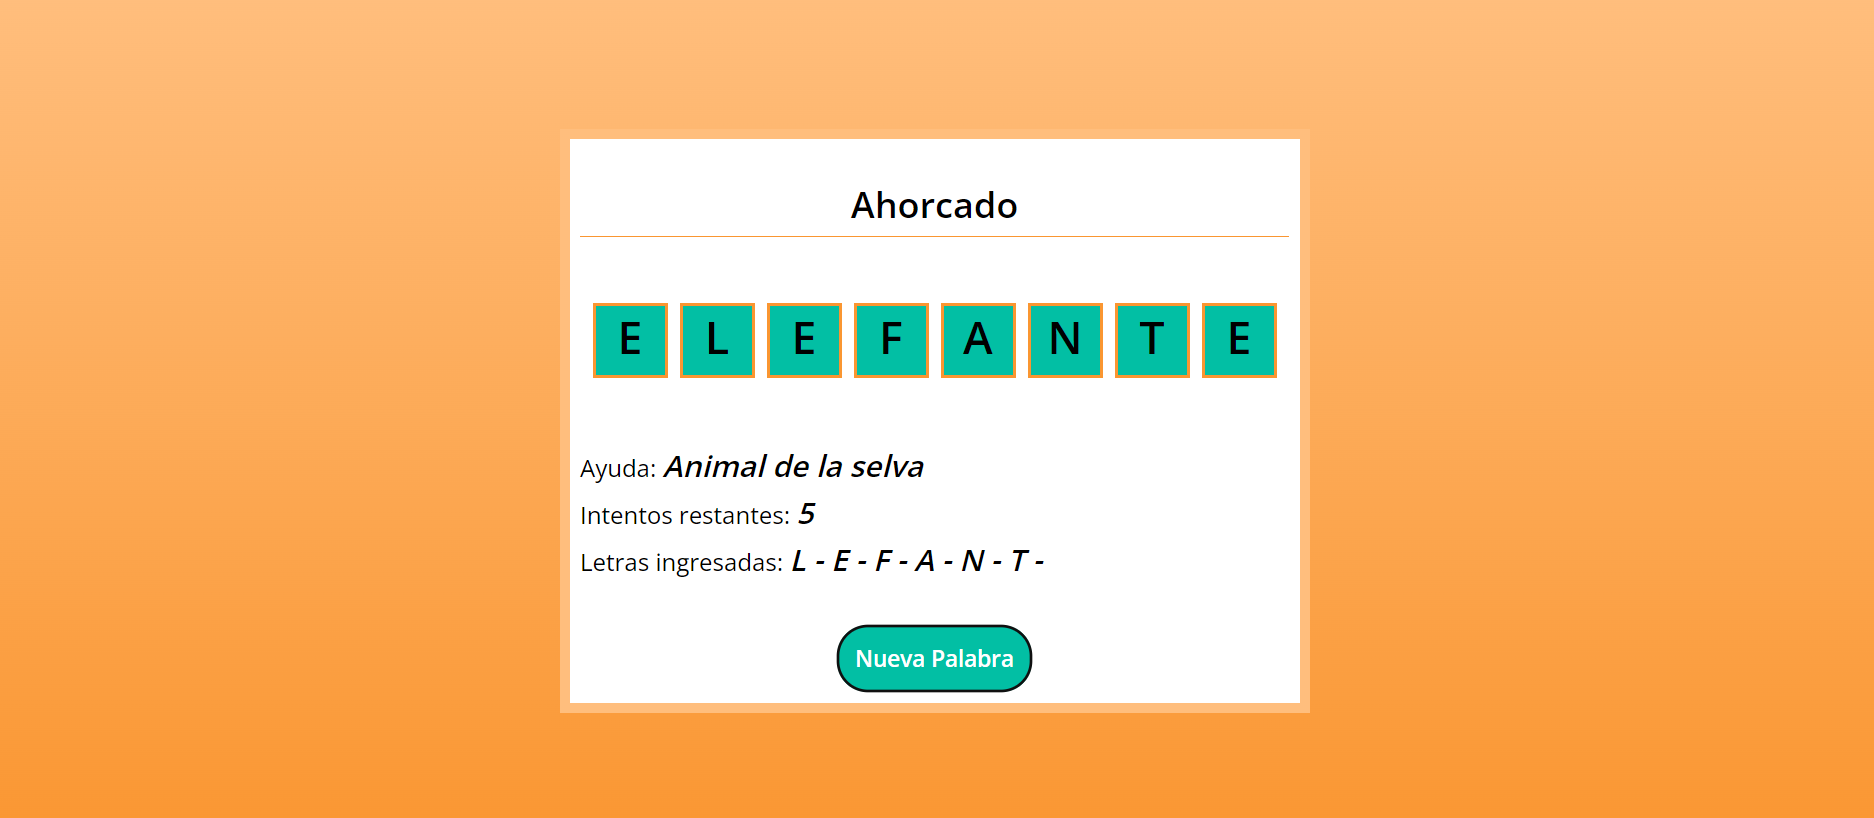 Ahorcado
E L E F A N T E
Ayuda: Animal de la selva
Intentos restantes: 5
Letras ingresadas: L - E - F - A - N - T -
Nueva Palabra